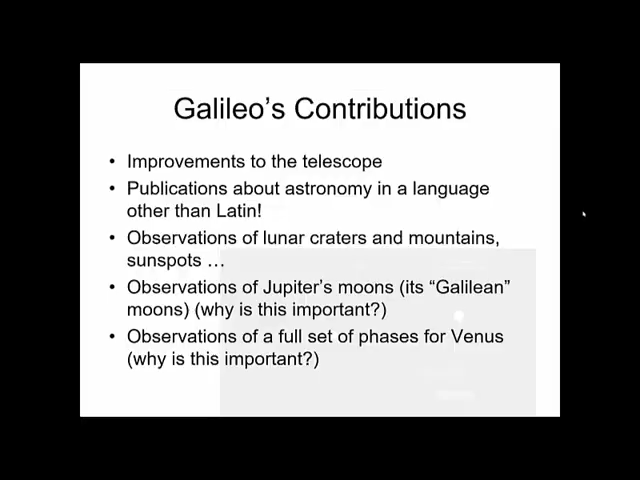 Galileo's Contributions
• Improvements to the telescope
• Publications about astronomy in a language
other than Latin!
• Observations of lunar craters and mountains,
sunspots …
• Observations of Jupiter's moons (its “Galilean”
moons) (why is this important?)
• Observations of a full set of phases for Venus
(why is this important?)